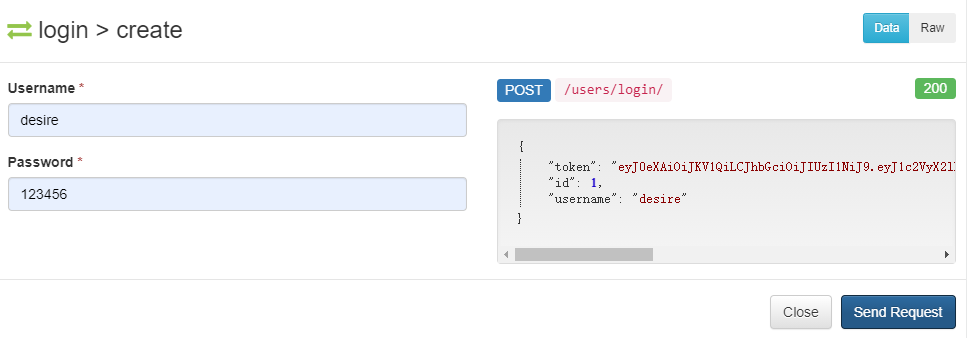 login > create
Data Raw
Username *
desire
Password *
123456
POST /users/login/ 200
{
"token": "eyJ0eXAiOiJKV1QiLCJhbGciOiJIUzI1NiJ9.eyJ1c2VyX2l
"id": 1,
"username": "desire"
}
Close Send Request